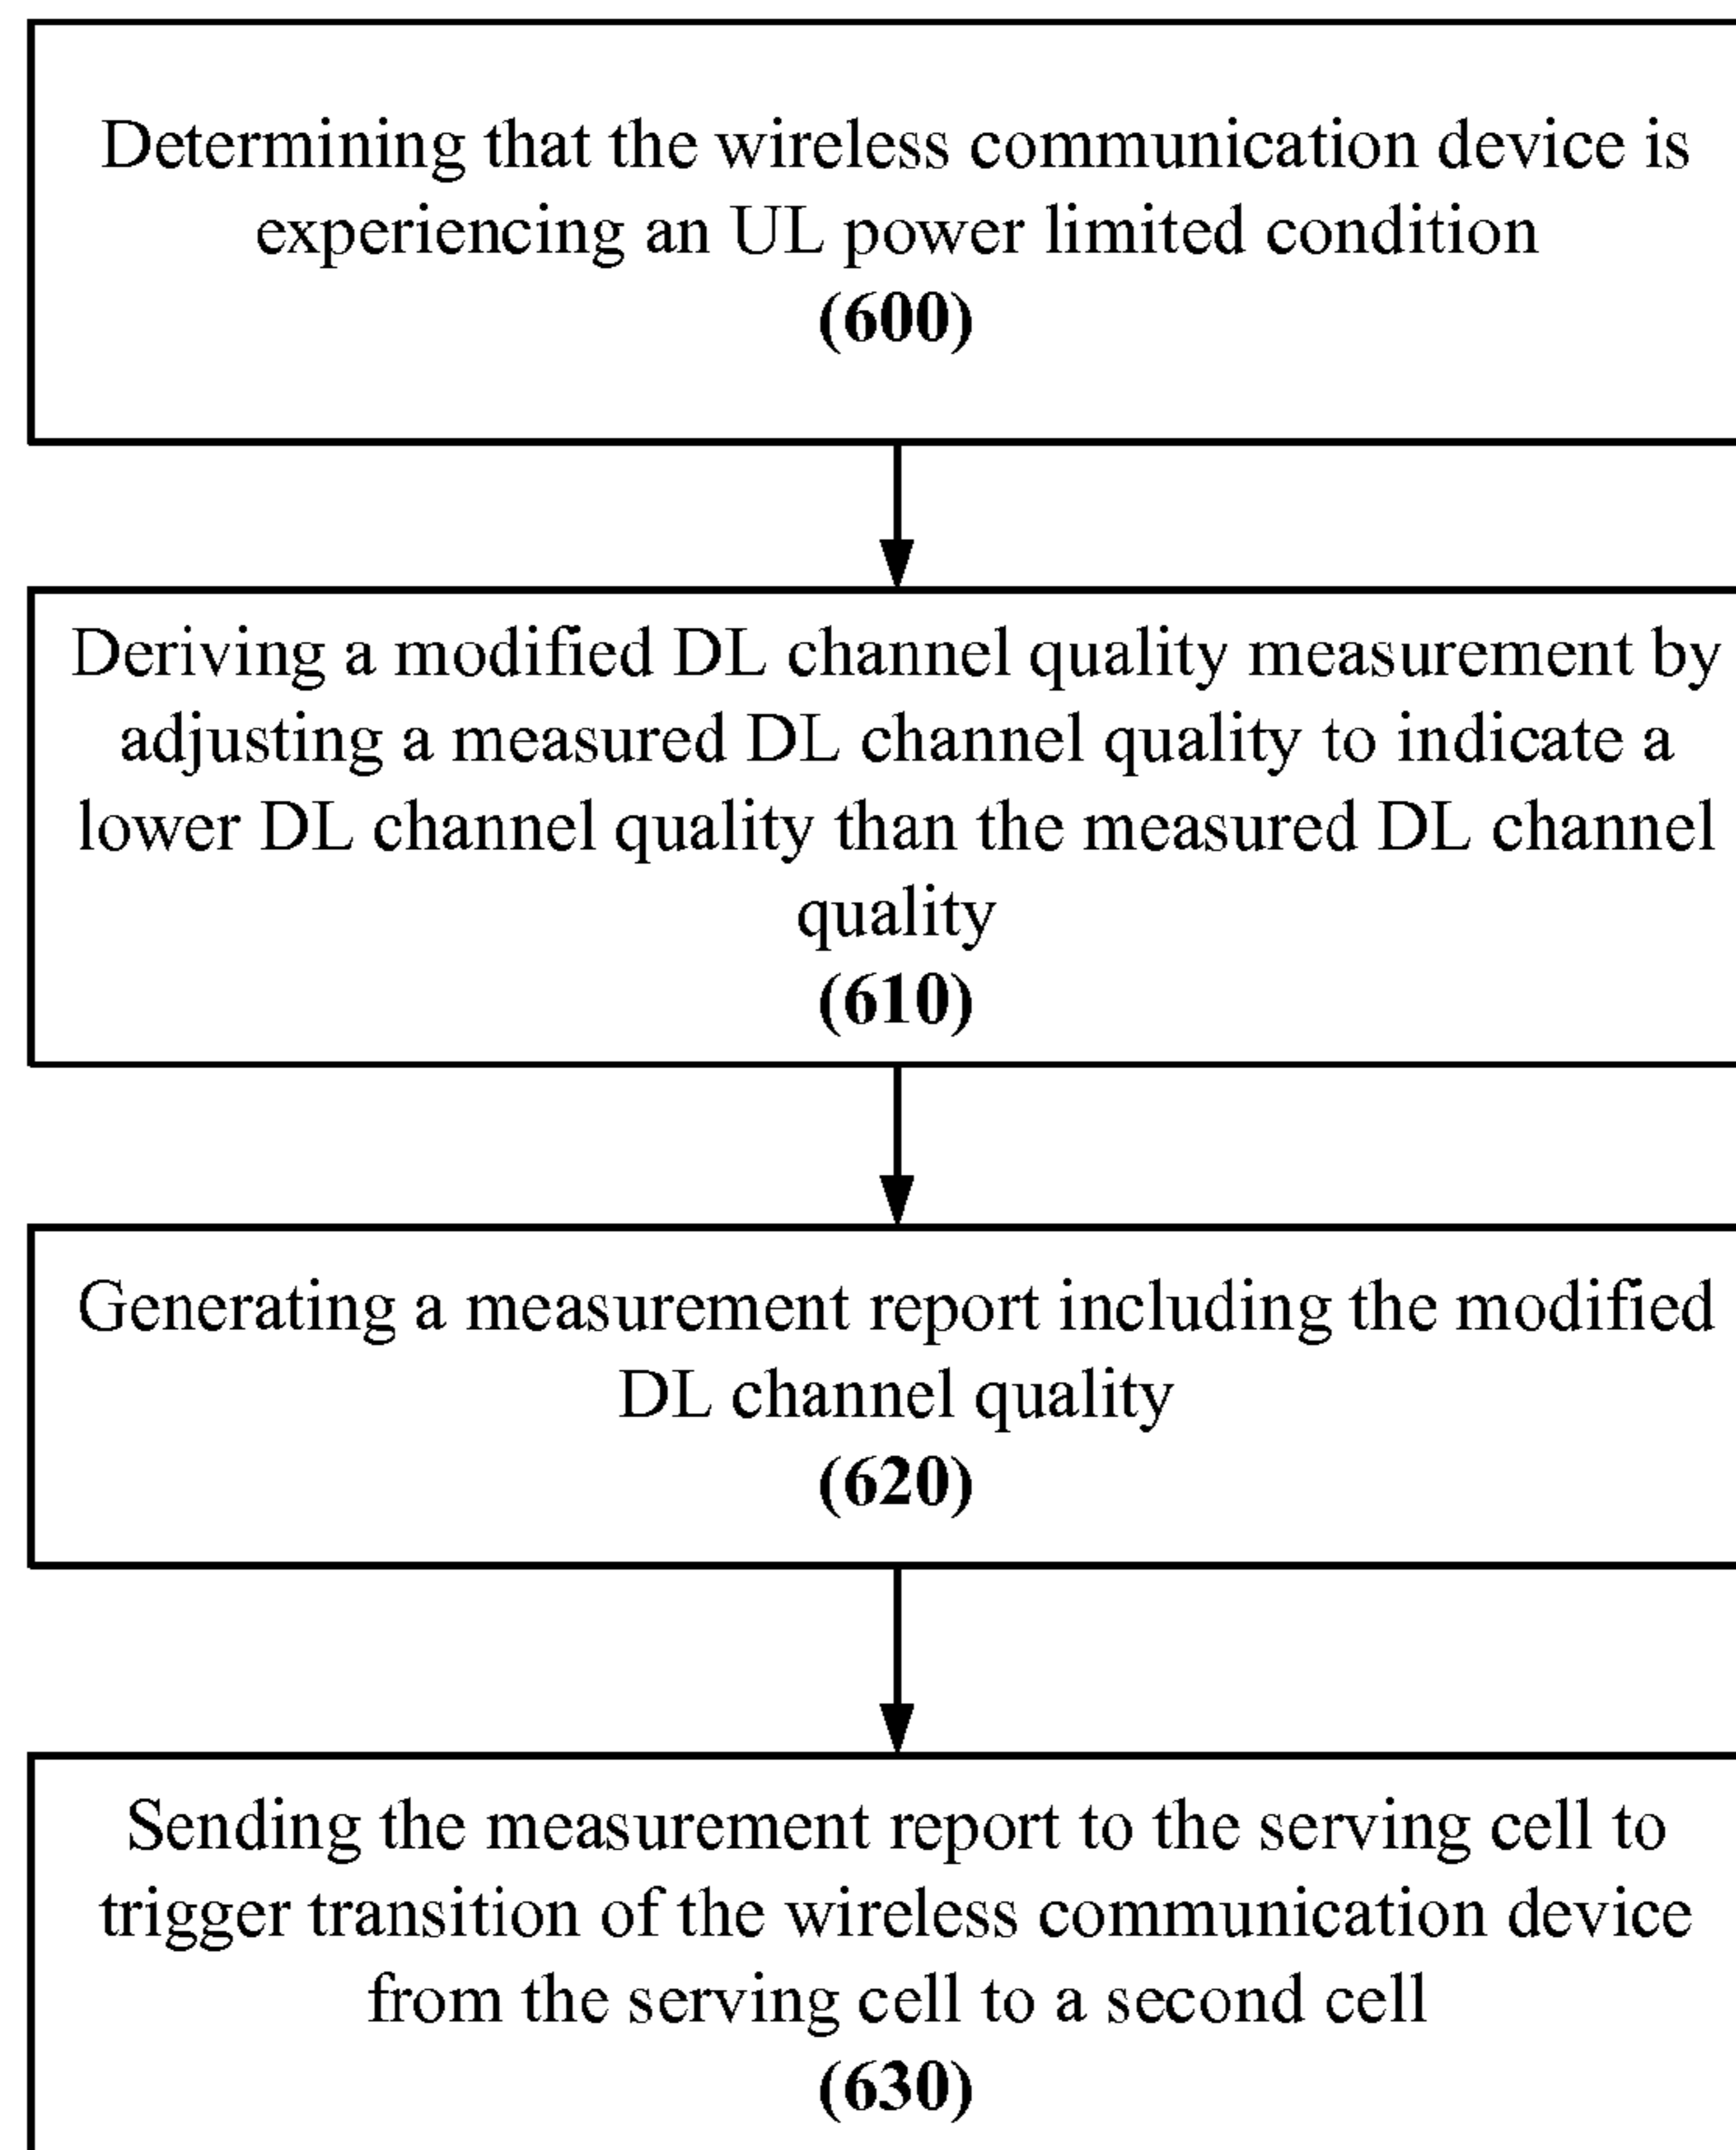 Determining that the wireless communication device is
experiencing an UL power limited condition
(600)
Deriving a modified DL channel quality measurement by
adjusting a measured DL channel quality to indicate a
lower DL channel quality than the measured DL channel
quality
(610)
Generating a measurement report including the modified
DL channel quality
(620)
Sending the measurement report to the serving cell to
trigger transition of the wireless communication device
from the serving cell to a second cell
(630)